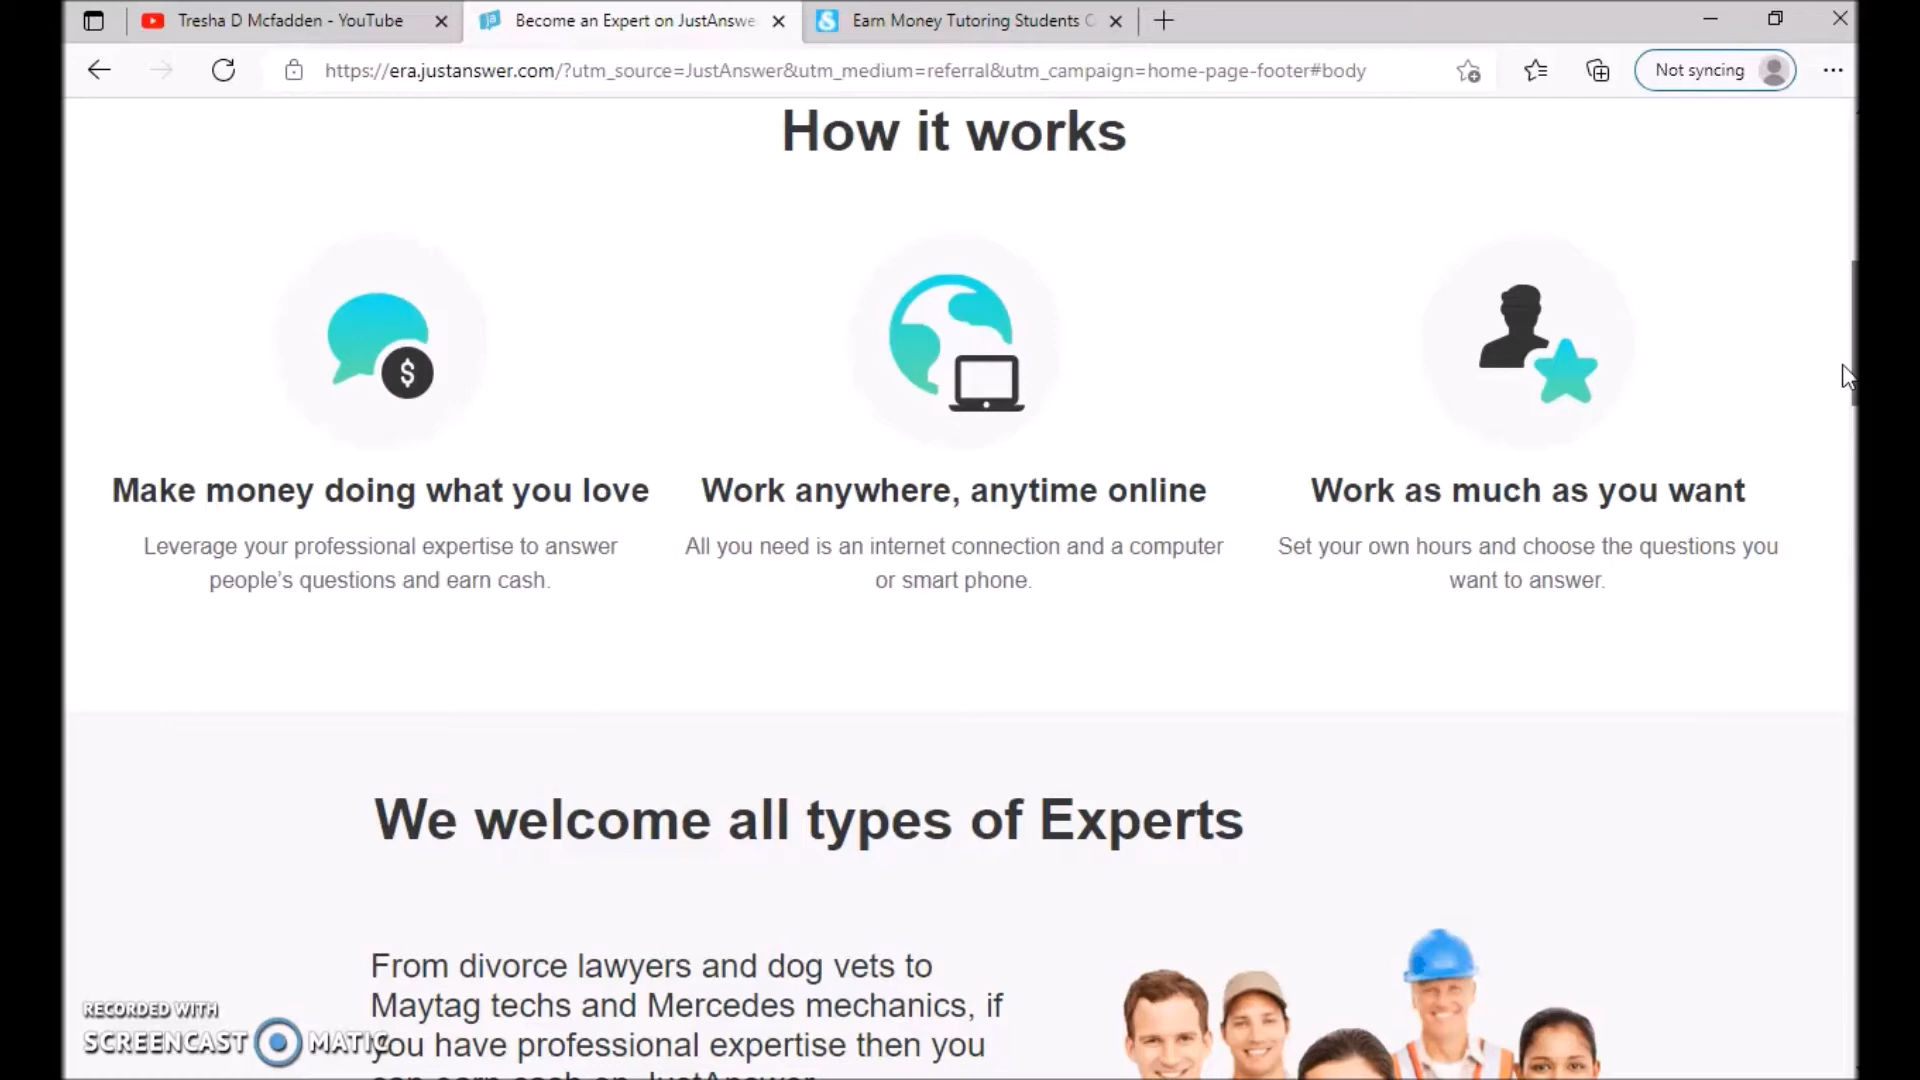 Tresha D Mcfadden - YouTube
Become an Expert on JustAnswe
Earn Money Tutoring Students
https://era.justanswer.com/?utm_source=JustAnswer&utm_medium=referral&utm_campaign=home-page-footer#body
Not syncing
How it works
$
Make money doing what you love
Leverage your professional expertise to answer
people’s questions and earn cash.
Work anywhere, anytime online
All you need is an internet connection and a computer
or smart phone.
Work as much as you want
Set your own hours and choose the questions you
want to answer.
We welcome all types of Experts
From divorce lawyers and dog vets to
Maytag techs and Mercedes mechanics, if
you have professional expertise then you
can earn cash on JustAnswer
RECORDED WITH
SCREENCAST MATIC